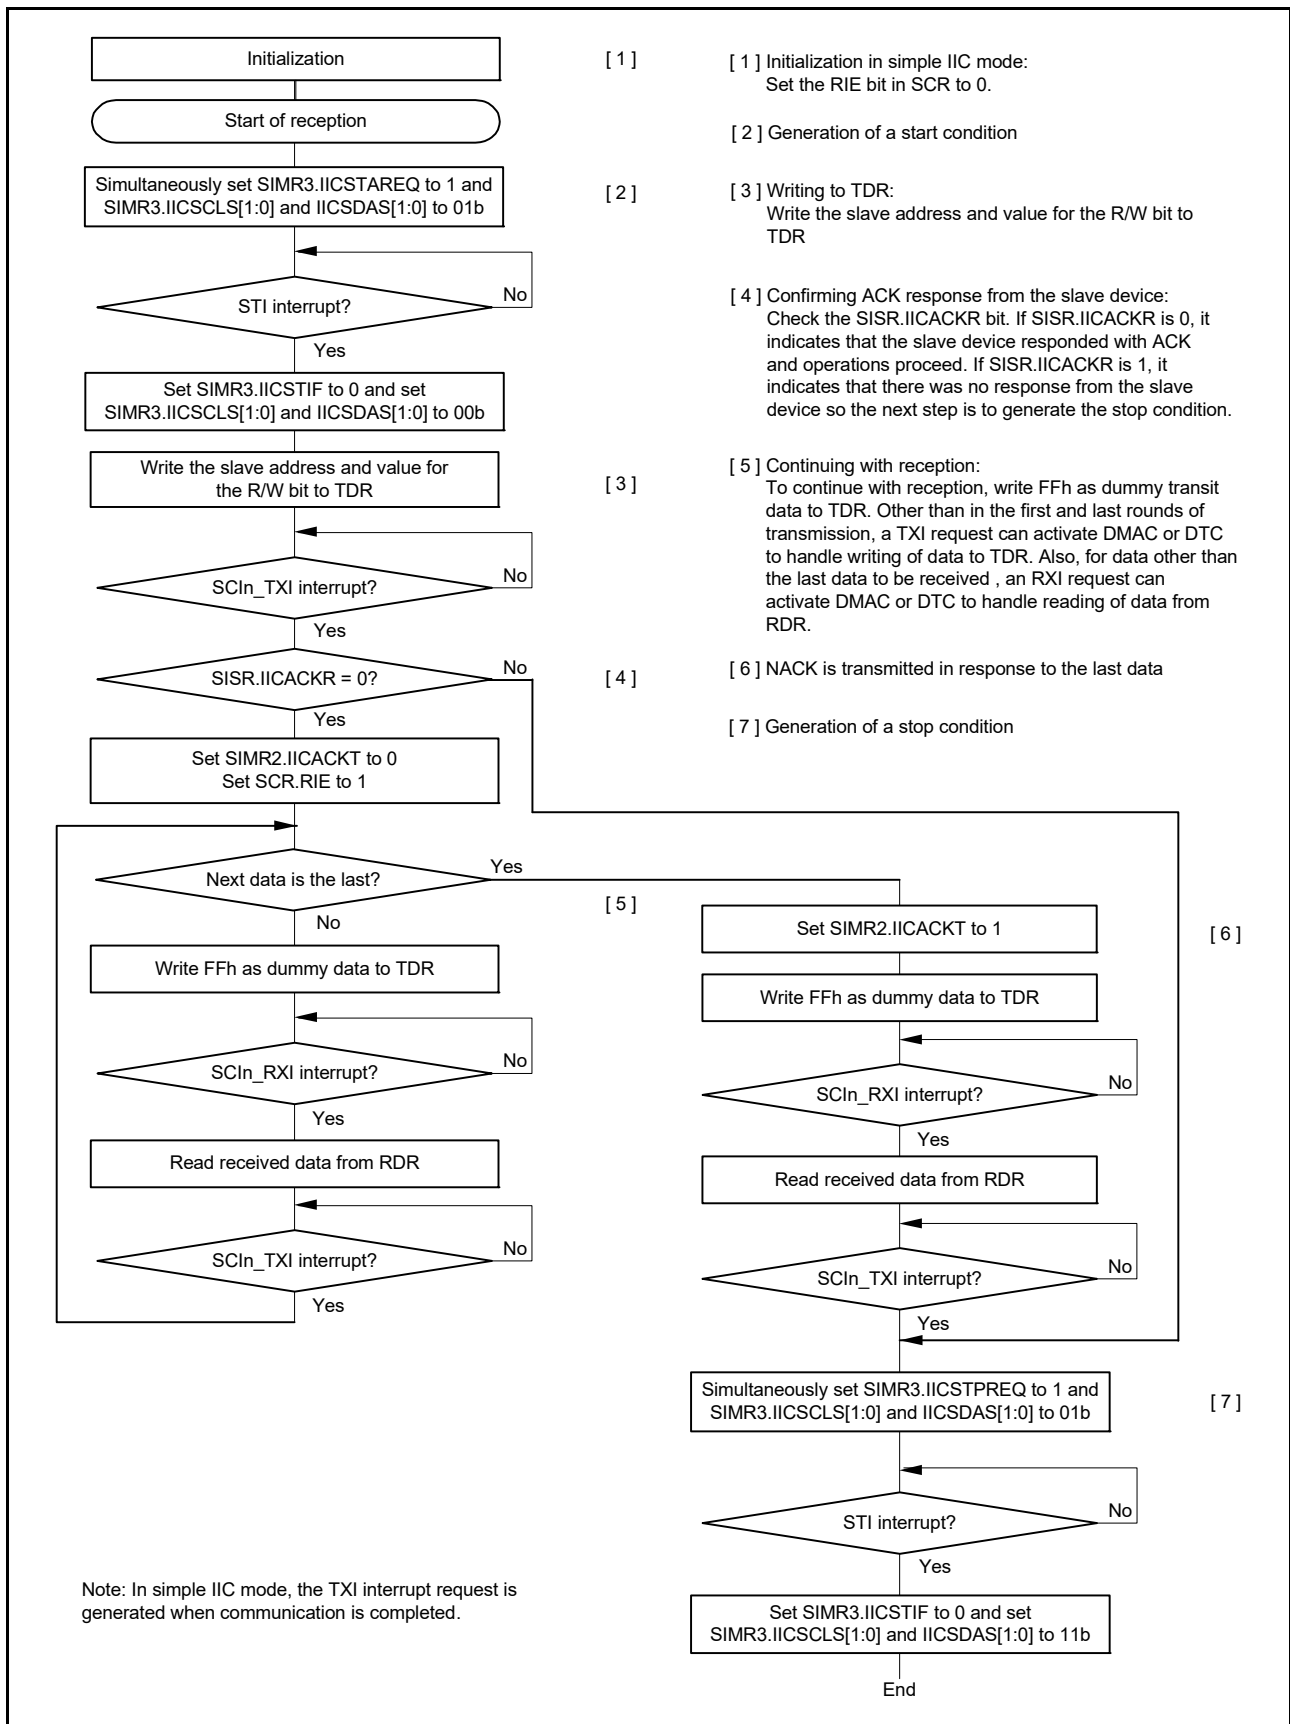 Initialization
[ 1 ]
Start of reception
Simultaneously set SIMR3.IICSTAREQ to 1 and
SIMR3.IICSCLS[1:0] and IICSDAS[1:0] to 01b
[ 2 ]
STI interrupt?
No
Yes
Set SIMR3.IICSTIF to 0 and set
SIMR3.IICSCLS[1:0] and IICSDAS[1:0] to 00b
Write the slave address and value for
the R/W bit to TDR
[ 3 ]
SCIn_TXI interrupt?
No
Yes
SISR.IICACKR = 0?
No
[ 4 ]
Yes
Set SIMR2.IICACKT to 0
Set SCR.RIE to 1
Next data is the last?
Yes
[ 5 ]
No
Write FFh as dummy data to TDR
SCIn_RXI interrupt?
No
Yes
Read received data from RDR
SCIn_TXI interrupt?
No
Yes
[ 1 ] Initialization in simple IIC mode:
Set the RIE bit in SCR to 0.
[ 2 ] Generation of a start condition
[ 3 ] Writing to TDR:
Write the slave address and value for the R/W bit to
TDR
[ 4 ] Confirming ACK response from the slave device:
Check the SISR.IICACKR bit. If SISR.IICACKR is 0, it
indicates that the slave device responded with ACK
and operations proceed. If SISR.IICACKR is 1, it
indicates that there was no response from the slave
device so the next step is to generate the stop condition.
[ 5 ] Continuing with reception:
To continue with reception, write FFh as dummy transit
data to TDR. Other than in the first and last rounds of
transmission, a TXI request can activate DMAC or DTC
to handle writing of data to TDR. Also, for data other than
the last data to be received , an RXI request can
activate DMAC or DTC to handle reading of data from
RDR.
[ 6 ] NACK is transmitted in response to the last data
[ 7 ] Generation of a stop condition
Set SIMR2.IICACKT to 1
[ 6 ]
Write FFh as dummy data to TDR
SCIn_RXI interrupt?
No
Yes
Read received data from RDR
SCIn_TXI interrupt?
No
Yes
Simultaneously set SIMR3.IICSTPREQ to 1 and
SIMR3.IICSCLS[1:0] and IICSDAS[1:0] to 01b
[ 7 ]
STI interrupt?
No
Yes
Set SIMR3.IICSTIF to 0 and set
SIMR3.IICSCLS[1:0] and IICSDAS[1:0] to 11b
End
Note: In simple IIC mode, the TXI interrupt request is
generated when communication is completed.